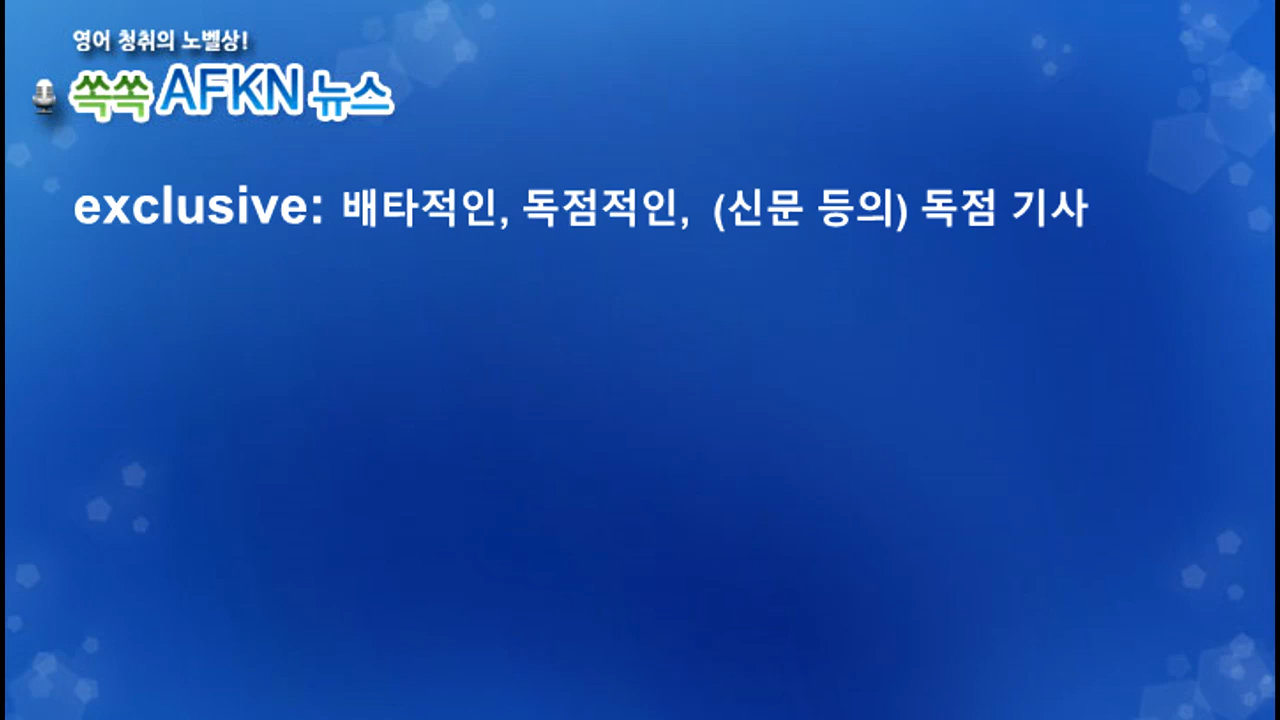 영어 청취의 노벨상!
쏙쏙 AFKN 뉴스
exclusive: 배타적인, 독점적인, (신문 등의) 독점 기사